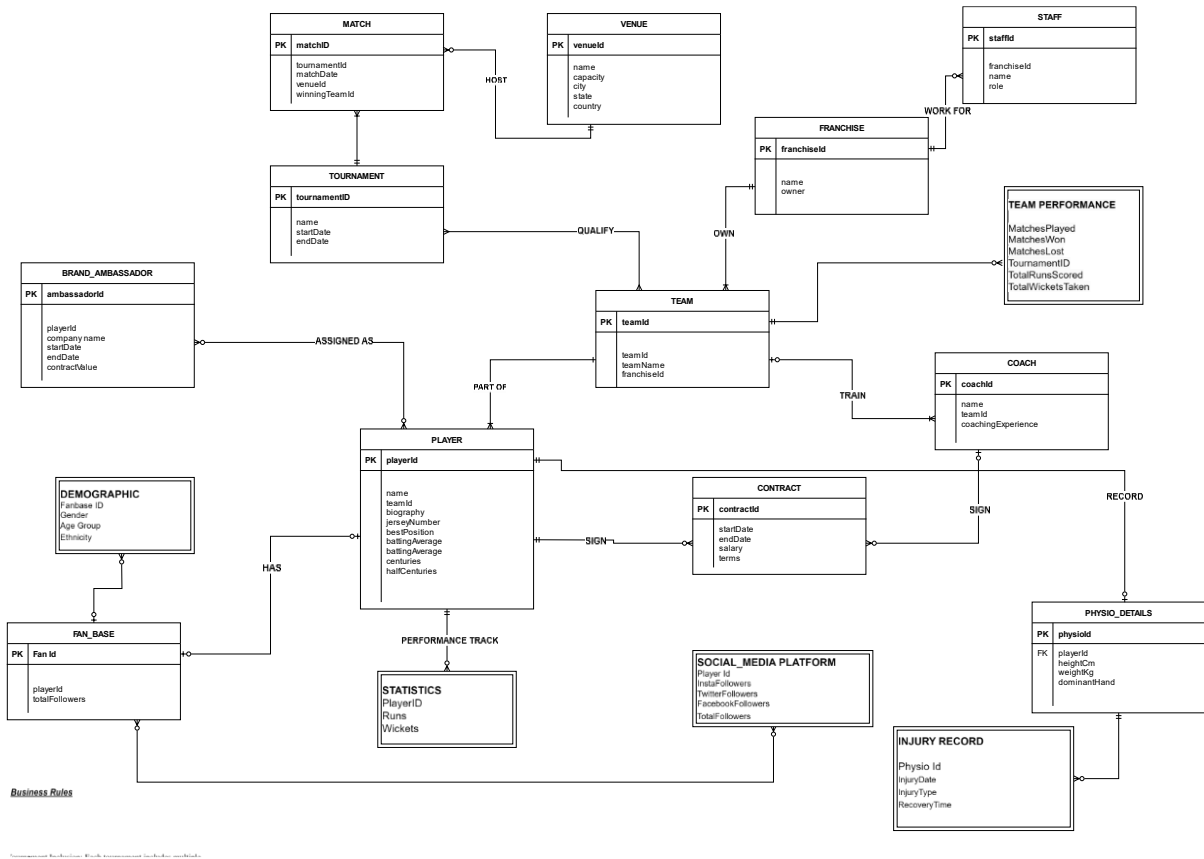 MATCH
PK matchID
tournamentId
matchDate
venueId
winningTeamId
VENUE
PK venueId
name
capacity
city
state
country
STAFF
PK staffId
franchiseId
name
role
HOST
WORK FOR
FRANCHISE
PK franchiseId
name
owner
TOURNAMENT
PK tournamentID
name
startDate
endDate
QUALIFY
OWN
TEAM PERFORMANCE
MatchesPlayed
MatchesWon
MatchesLost
TournamentID
TotalRunsScored
TotalWicketsTaken
BRAND_AMBASSADOR
PK ambassadorId
playerId
company name
startDate
endDate
contractValue
ASSIGNED AS
TEAM
PK teamId
teamId
teamName
franchiseId
PART OF
TRAIN
COACH
PK coachId
name
teamId
coachingExperience
PLAYER
PK playerId
name
teamId
biography
jerseyNumber
bestPosition
battingAverage
battingAverage
centuries
halfCenturies
DEMOGRAPHIC
Fanbase ID
Gender
Age Group
Ethnicity
HAS
SIGN
CONTRACT
PK contractId
startDate
endDate
salary
terms
SIGN
RECORD
FAN_BASE
PK Fan Id
playerId
totalFollowers
PERFORMANCE TRACK
STATISTICS
PlayerID
Runs
Wickets
SOCIAL_MEDIA PLATFORM
Player Id
InstaFollowers
TwitterFollowers
FacebookFollowers
TotalFollowers
PHYSIO_DETAILS
PK physioId
FK playerId
heightCm
weightKg
dominantHand
INJURY RECORD
Physio Id
InjuryDate
InjuryType
RecoveryTime
Business Rules